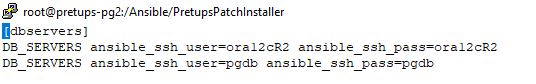 root@pretups-pg2:/Ansible/PretupsPatchInstaller
[dbservers]
DB_SERVERS ansible_ssh_user=ora12cR2 ansible_ssh_pass=ora12cR2
DB_SERVERS ansible_ssh_user=pgdb ansible_ssh_pass=pgdb